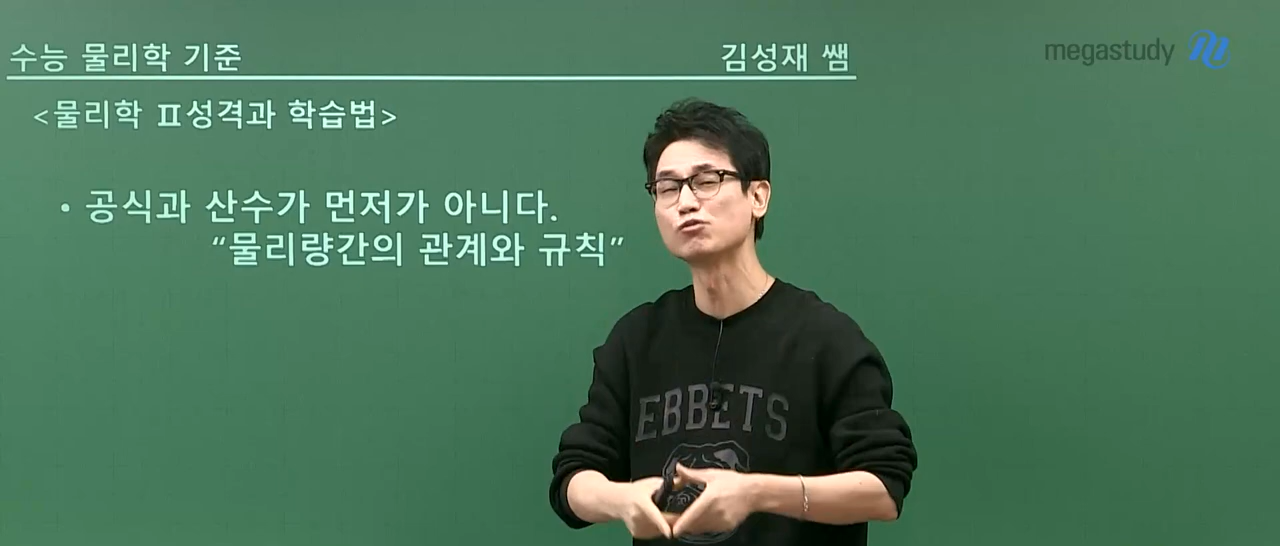 수능 물리학 기준
김성재 쌤
megastudy
<물리학 Ⅱ성격과 학습법>
• 공식과 산수가 먼저가 아니다.
“물리량간의 관계와 규칙”
EBBETS